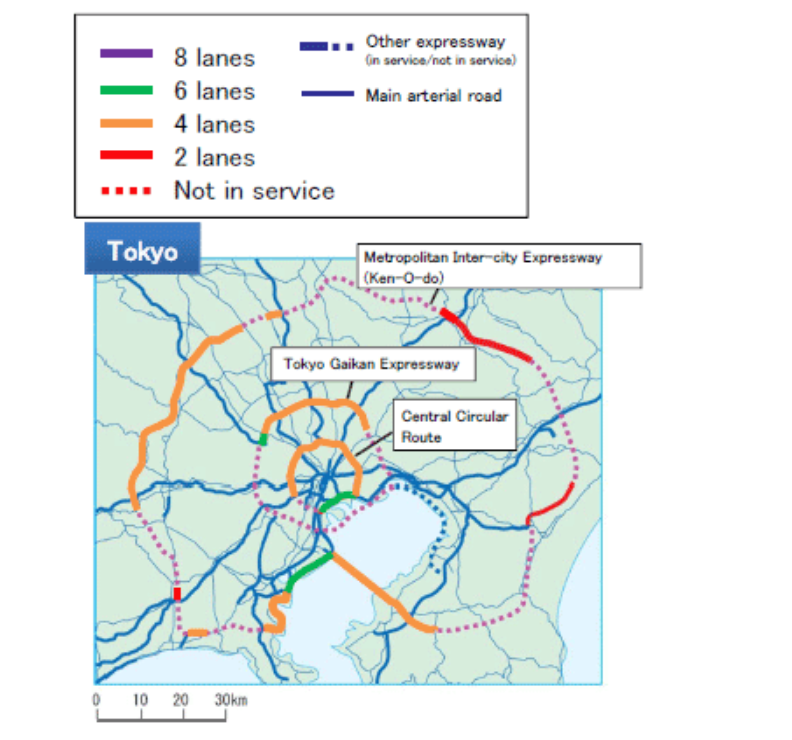 8 lanes
6 lanes
4 lanes
2 lanes
Not in service
Other expressway
(in service/not in service)
Main arterial road
Tokyo
Metropolitan Inter-city Expressway
(Ken-O-do)
Tokyo Gaikan Expressway
Central Circular
Route
0 10 20 30km